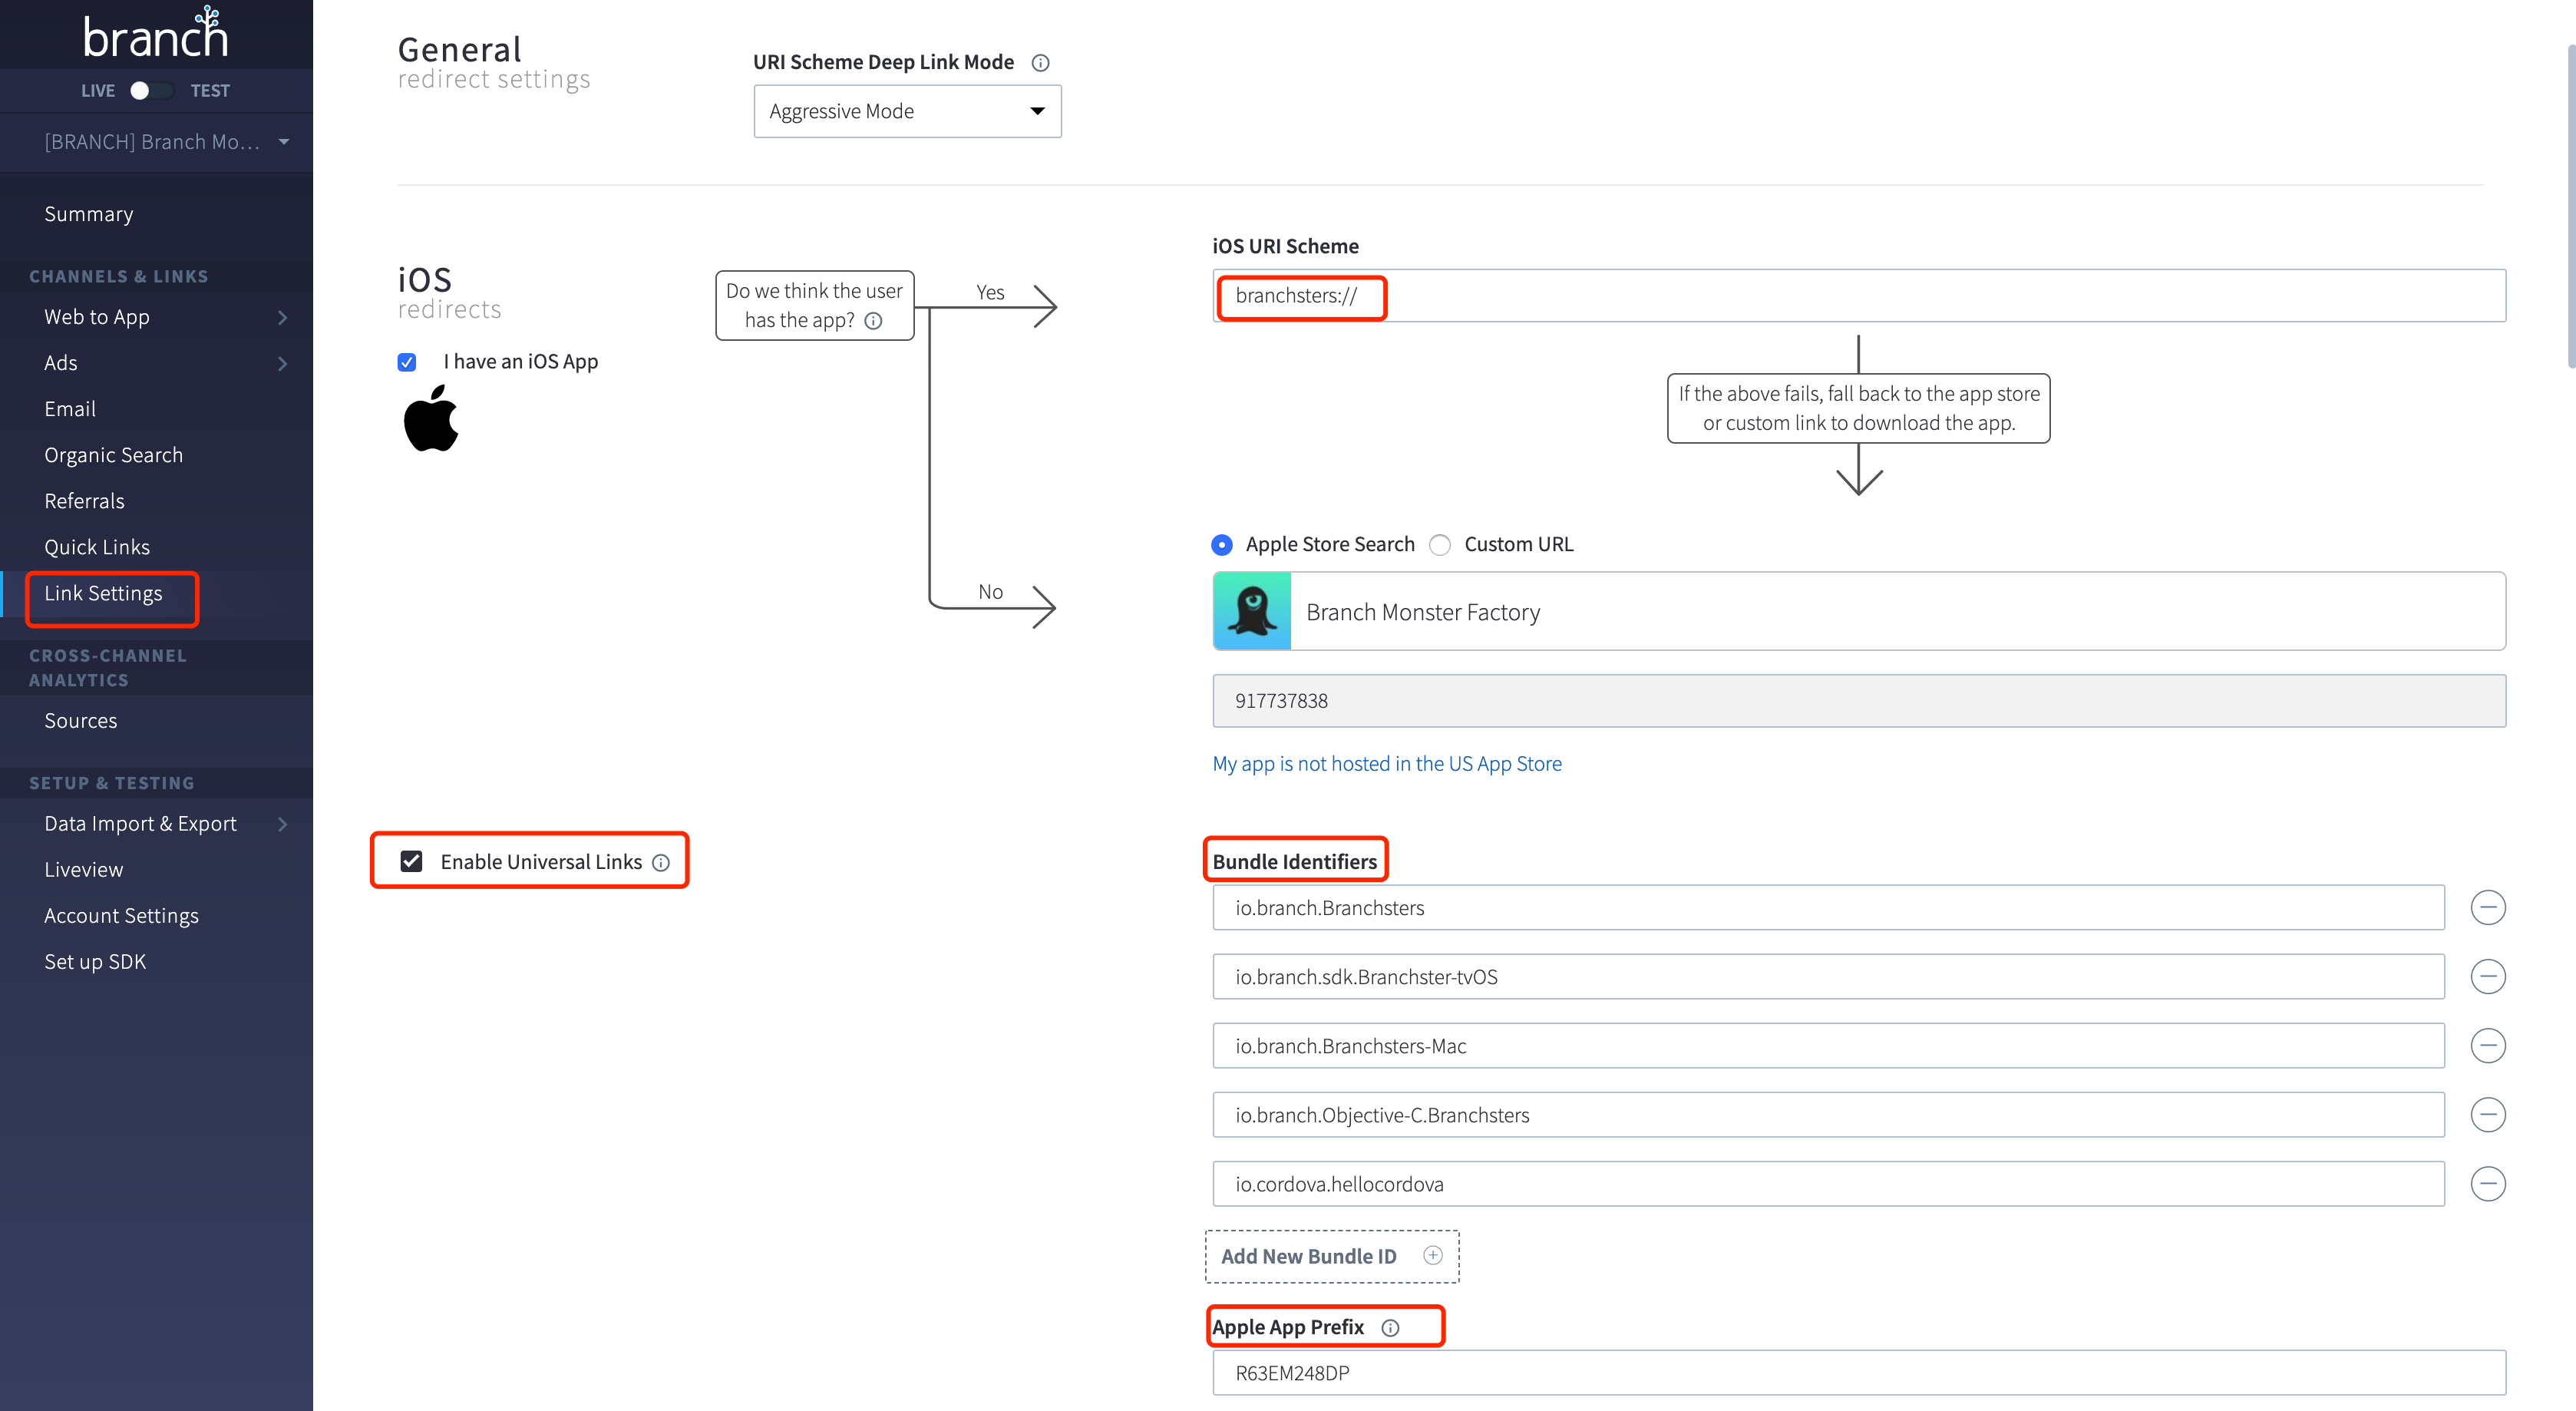 branch
LIVE TEST
[BRANCH] Branch Mo...
Summary
CHANNELS & LINKS
Web to App
Ads
Email
Organic Search
Referrals
Quick Links
Link Settings
CROSS-CHANNEL
ANALYTICS
Sources
SETUP & TESTING
Data Import & Export
Liveview
Account Settings
Set up SDK
General
redirect settings
URI Scheme Deep Link Mode
Aggressive Mode
iOS
redirects
I have an iOS App
Do we think the user
has the app?
Yes
No
iOS URI Scheme
branchsters://
If the above fails, fall back to the app store
or custom link to download the app.
Apple Store Search Custom URL
Branch Monster Factory
917737838
My app is not hosted in the US App Store
Enable Universal Links
Bundle Identifiers
io.branch.Branchsters
io.branch.sdk.Branchster-tvOS
io.branch.Branchsters-Mac
io.branch.Objective-C.Branchsters
io.cordova.hellocordova
Add New Bundle ID
Apple App Prefix
R63EM248DP